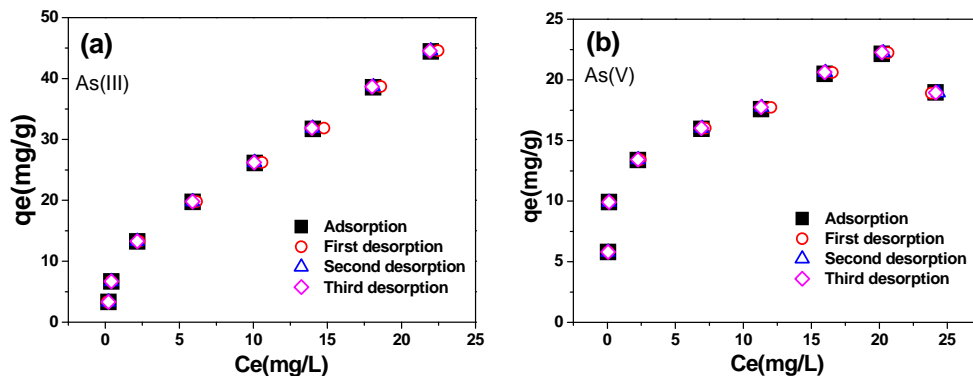 (a)
As(III)
qe(mg/g)
50
40
30
20
10
0
Adsorption
First desorption
Second desorption
Third desorption
0 5 10 15 20 25
Ce(mg/L)
(b)
As(V)
qe(mg/g)
25
20
15
10
5
0
Adsorption
First desorption
Second desorption
Third desorption
0 5 10 15 20 25 30
Ce(mg/L)